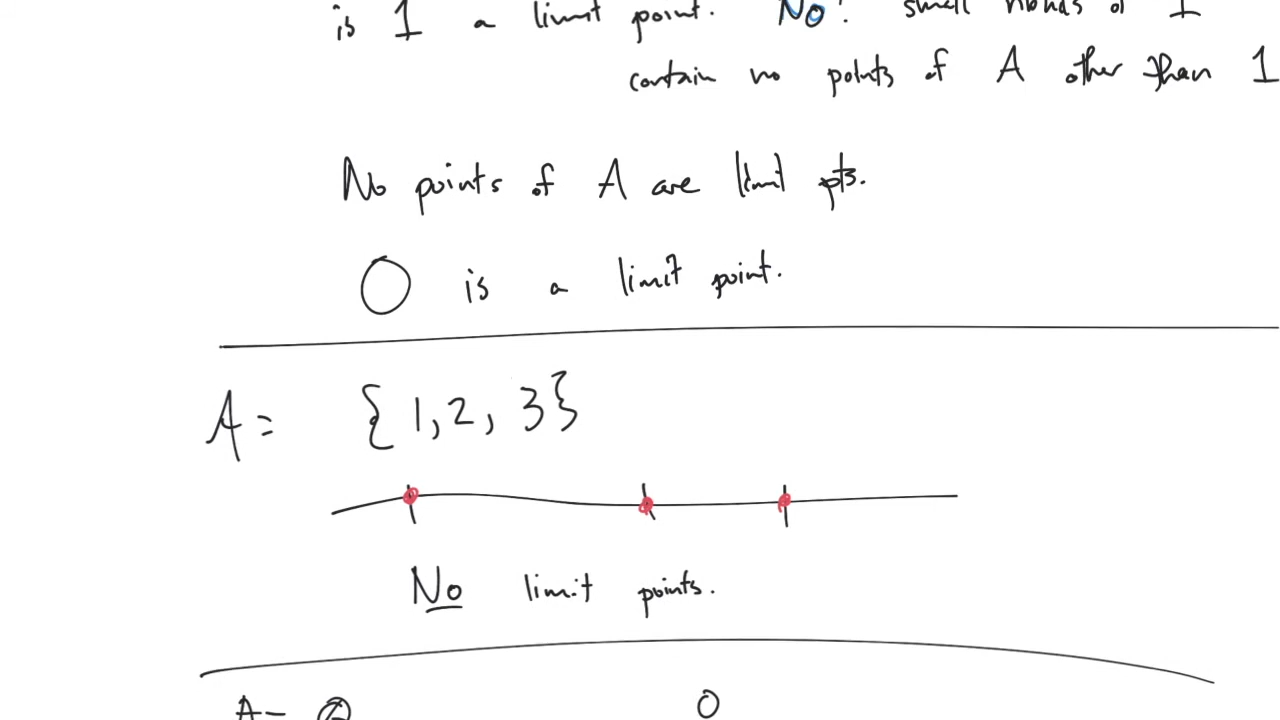 is 1 a limit point. No! small nbhds of 1
contain no points of A other than 1
No points of A are limit pts.
0 is a limit point.
A = {1, 2, 3}
No limit points.
A =
0